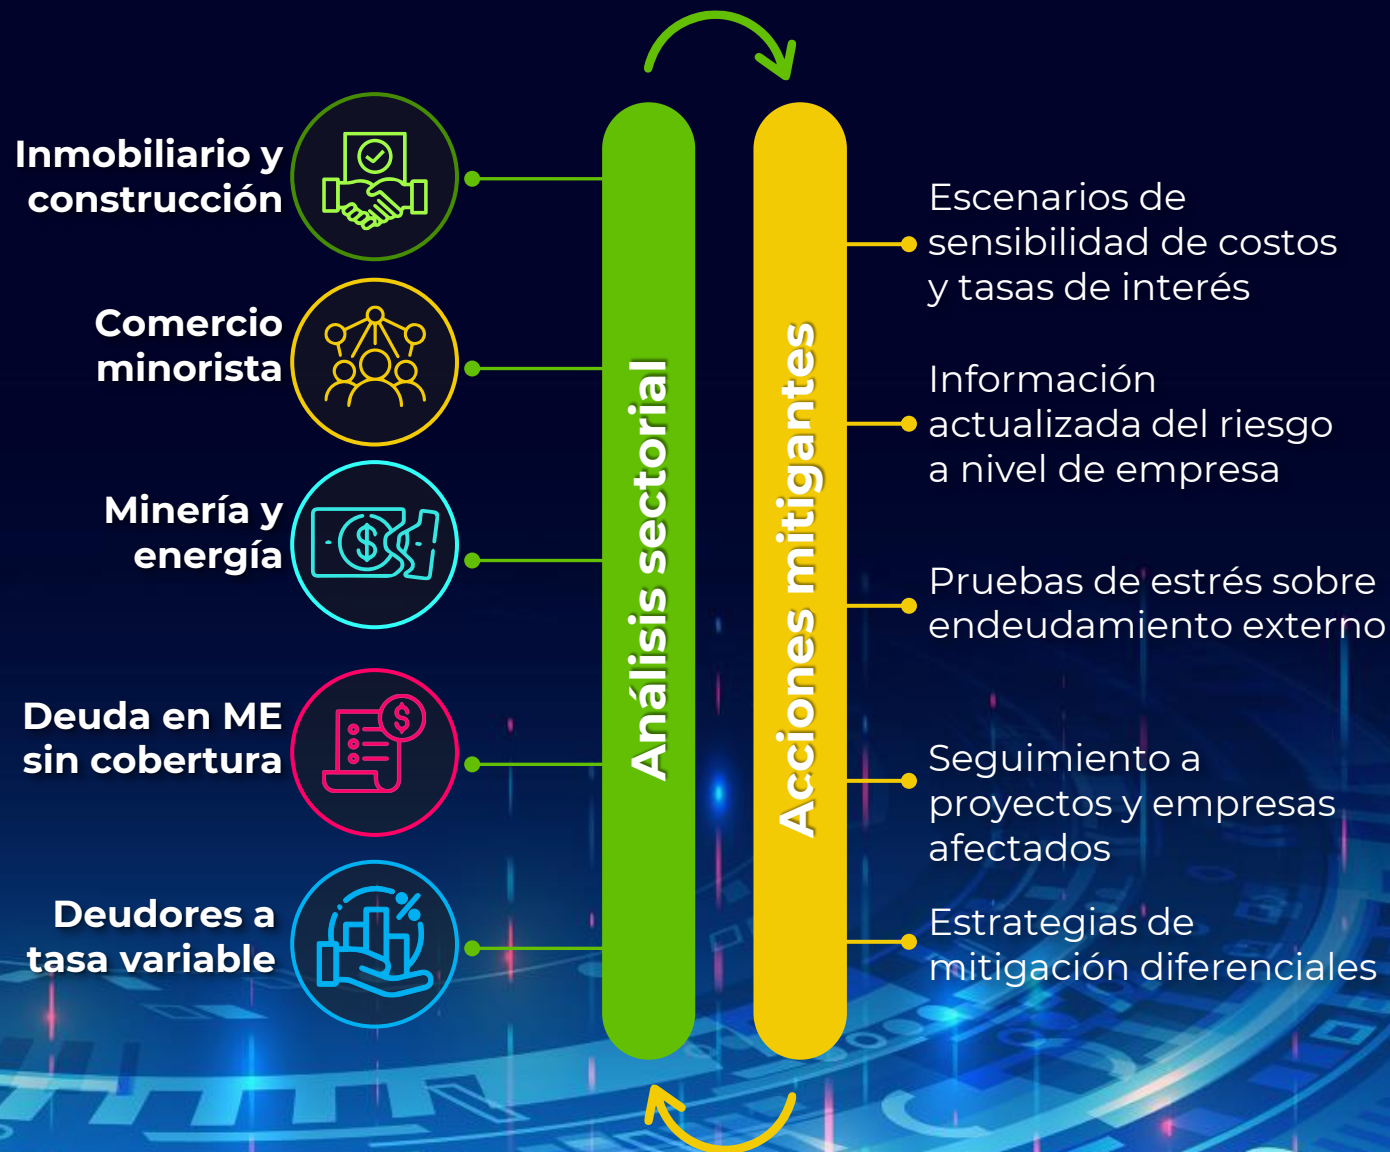 Inmobiliario y
construcción
Comercio
minorista
Minería y
energía
Deuda en ME
sin cobertura
Deudores a
tasa variable
Análisis sectorial
Acciones mitigantes
Escenarios de
sensibilidad de costos
y tasas de interés
Información
actualizada del riesgo
a nivel de empresa
Pruebas de estrés sobre
endeudamiento externo
Seguimiento a
proyectos y empresas
afectados
Estrategias de
mitigación diferenciales